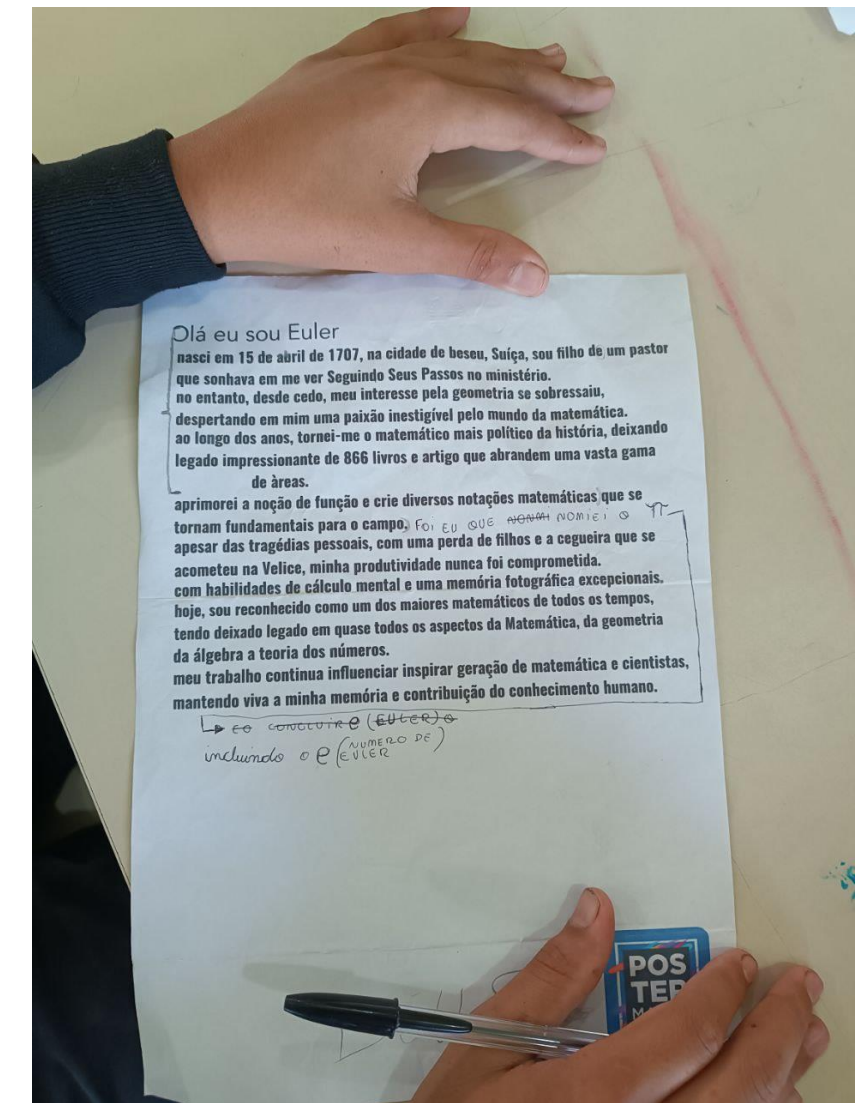 Olá eu sou Euler
nasci em 15 de abril de 1707, na cidade de beseu, Suíça, sou filho de um pastor
que sonhava em me ver Seguindo Seus Passos no ministério.
no entanto, desde cedo, meu interesse pela geometria se sobressaiu,
despertando em mim uma paixão inestigível pelo mundo da matemática.
ao longo dos anos, tornei-me o matemático mais político da história, deixando
legado impressionante de 866 livros e artigo que abrandem uma vasta gama
de àreas.
aprimorei a noção de função e crie diversos notações matemáticas que se
tornam fundamentais para o campo. FOI EU QUE NOMIEI O π
apesar das tragédias pessoais, com uma perda de filhos e a cegueira que se
acometeu na Velice, minha produtividade nunca foi comprometida.
com habilidades de cálculo mental e uma memória fotográfica excepcionais.
hoje, sou reconhecido como um dos maiores matemáticos de todos os tempos,
tendo deixado legado em quase todos os aspectos da Matemática, da geometria
da álgebra a teoria dos números.
meu trabalho continua influenciar inspirar geração de matemática e cientistas,
mantendo viva a minha memória e contribuição do conhecimento humano.
CONCLUIR e (EULER) o
incluindo o e (NUMERO DE EULER)
POS
TER